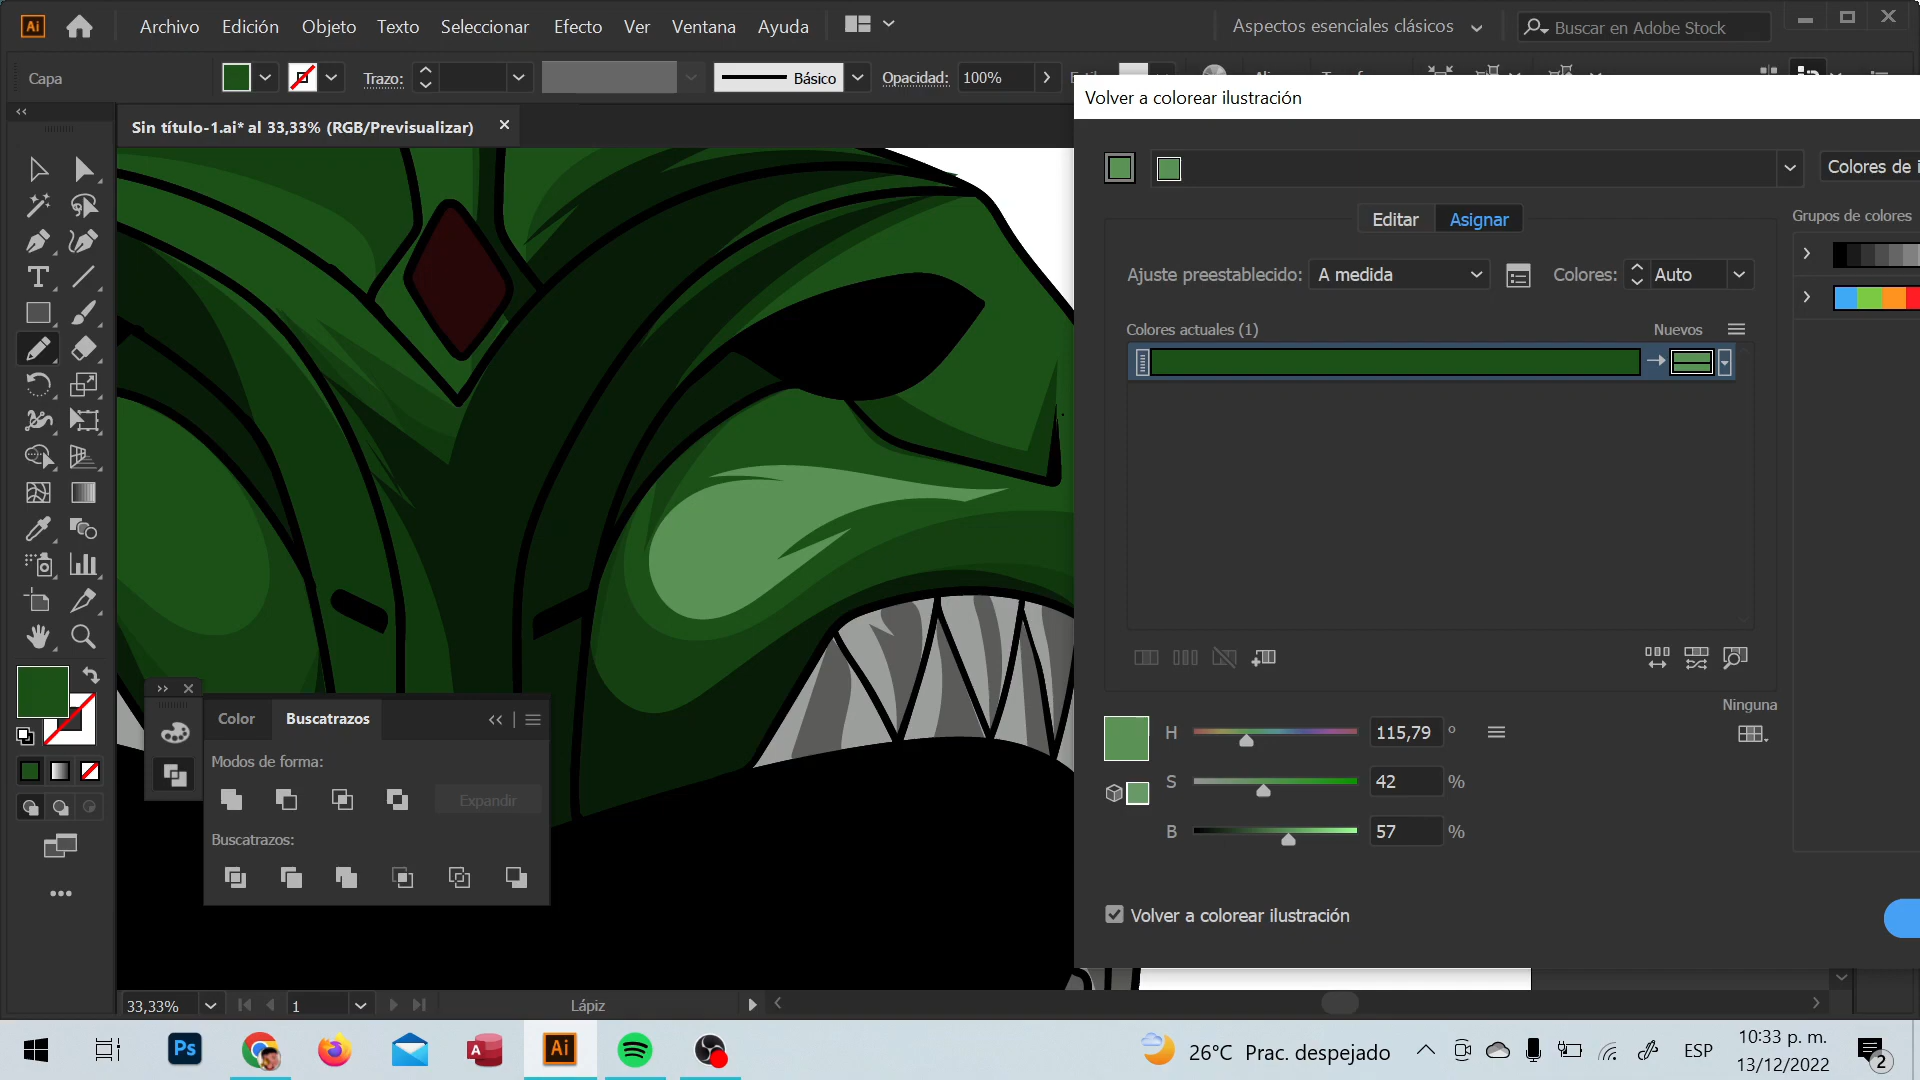 Ai
Archivo Edición Objeto Texto Seleccionar Efecto Ver Ventana Ayuda
Aspectos esenciales clásicos
Buscar en Adobe Stock
Capa
Trazo:
Básico
Opacidad: 100%
Volver a colorear ilustración
Sin título-1.ai* al 33,33% (RGB/Previsualizar)
Colores de i
Editar Asignar
Grupos de colores
Ajuste preestablecido: A medida
Colores: Auto
Colores actuales (1)
Nuevos
Color Buscatrazos
Modos de forma:
Expandir
Buscatrazos:
Ninguna
H 115,79 °
S 42 %
B 57 %
Volver a colorear ilustración
33,33% 1 Lápiz
Ps
A
Ai
26°C Prac. despejado
ESP
10:33 p. m.
13/12/2022
2